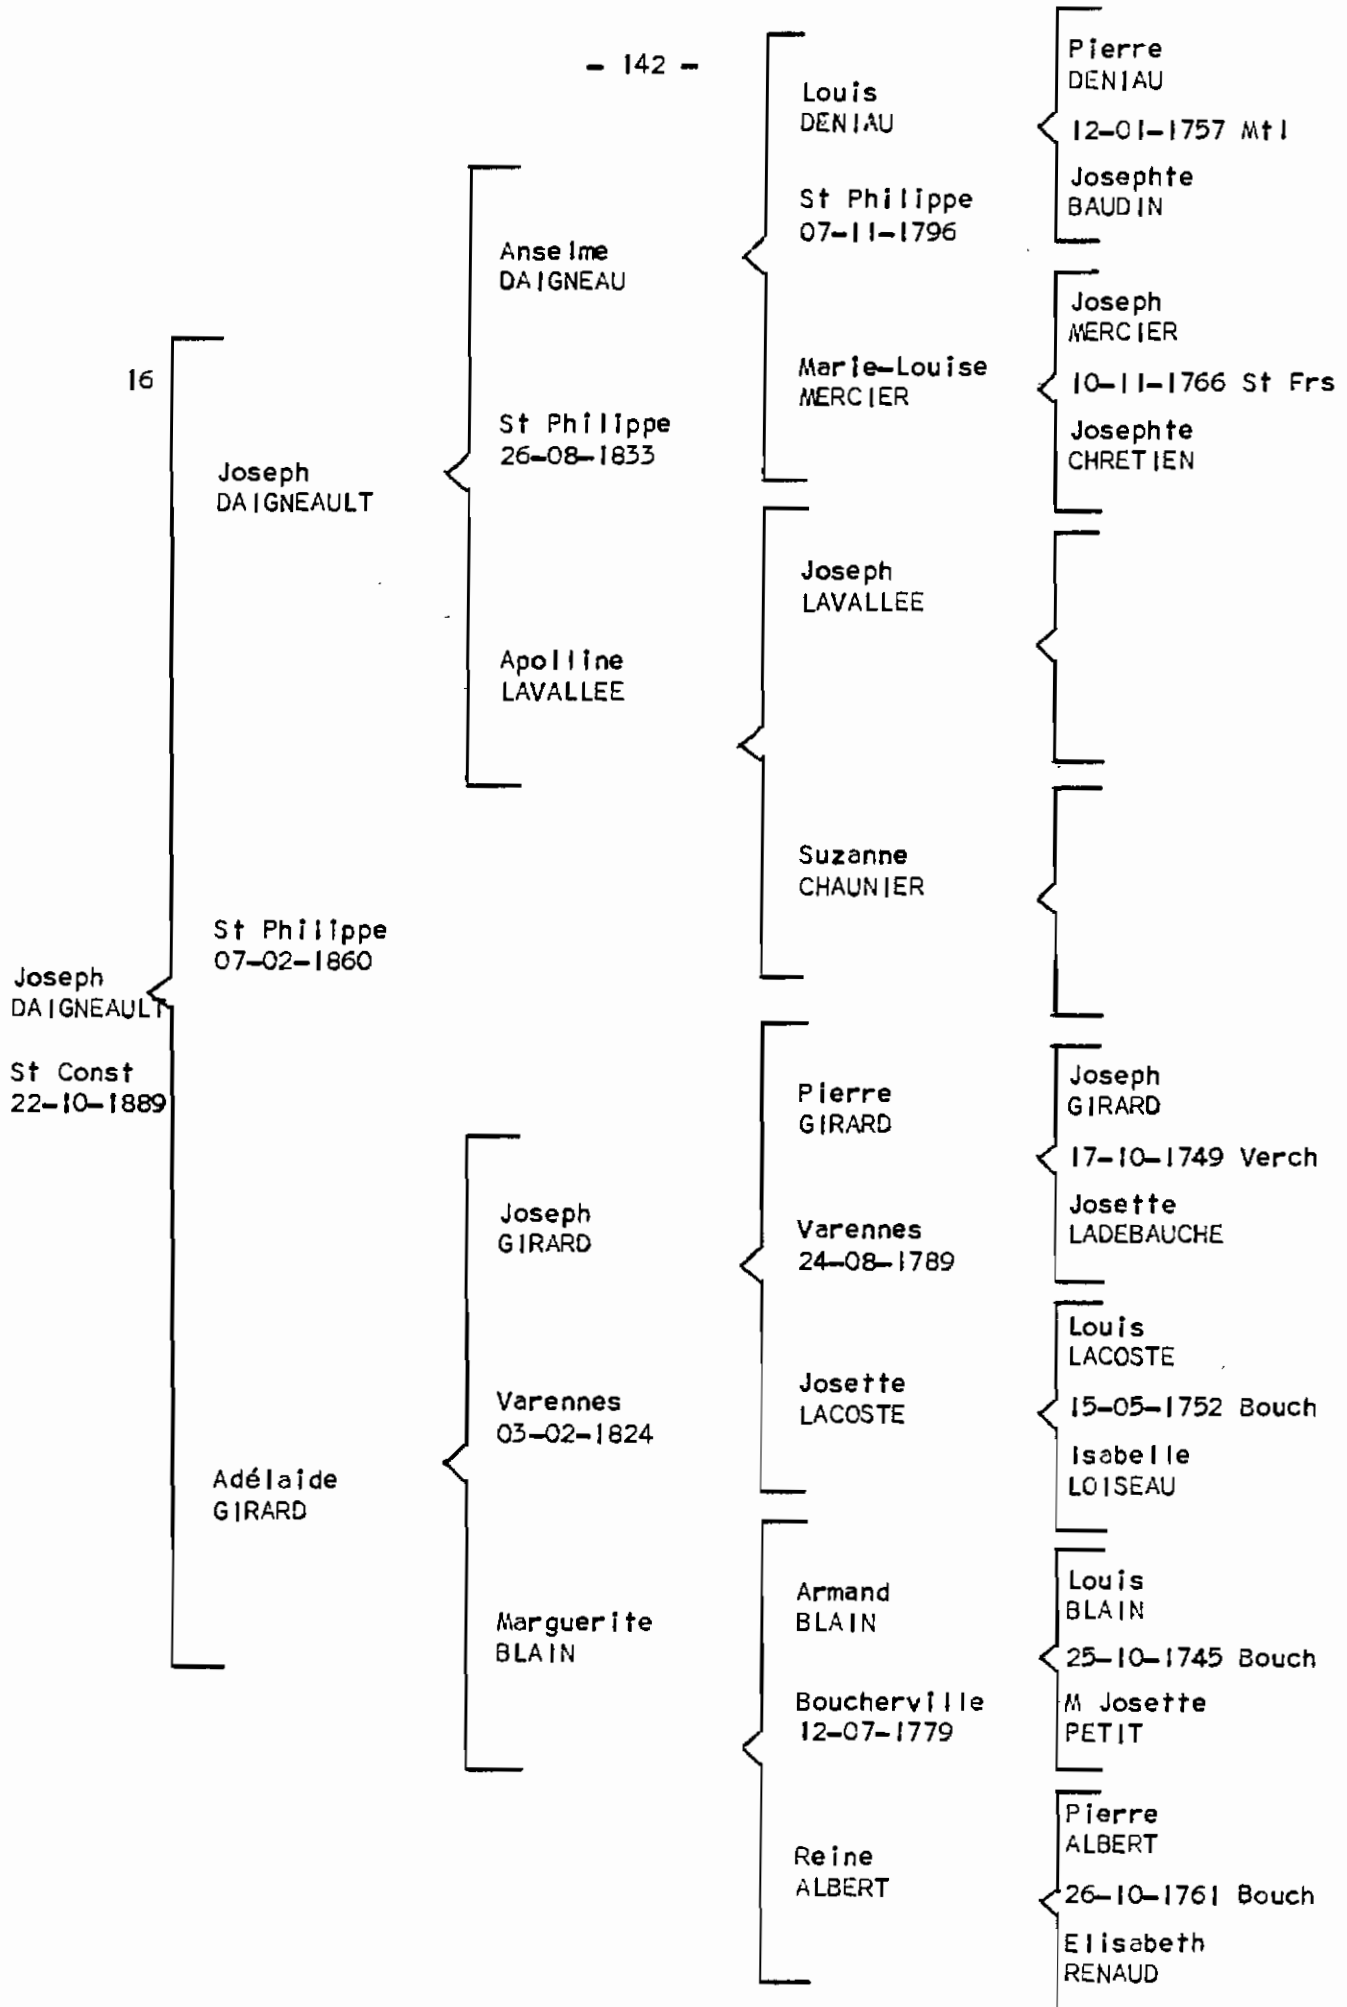 - 142 -
16
Joseph
DAIGNEAULT
St Const
22-10-1889
Joseph
DAIGNEAULT
St Philippe
07-02-1860
Adélaide
GIRARD
Anselme
DAIGNEAU
St Philippe
26-08-1833
Apolline
LAVALLEE
Joseph
GIRARD
Varennes
03-02-1824
Marguerite
BLAIN
Louis
DENIAU
St Philippe
07-11-1796
Marie-Louise
MERCIER
Joseph
LAVALLEE
Suzanne
CHAUNIER
Pierre
GIRARD
Varennes
24-08-1789
Josette
LACOSTE
Armand
BLAIN
Boucherville
12-07-1779
Reine
ALBERT
Pierre
DENIAU
12-01-1757 Mtl
Josephte
BAUDIN
Joseph
MERCIER
10-11-1766 St Frs
Josephte
CHRETIEN
Joseph
GIRARD
17-10-1749 Verch
Josette
LADEBAUCHE
Louis
LACOSTE
15-05-1752 Bouch
Isabelle
LOISEAU
Louis
BLAIN
25-10-1745 Bouch
M Josette
PETIT
Pierre
ALBERT
26-10-1761 Bouch
Elisabeth
RENAUD